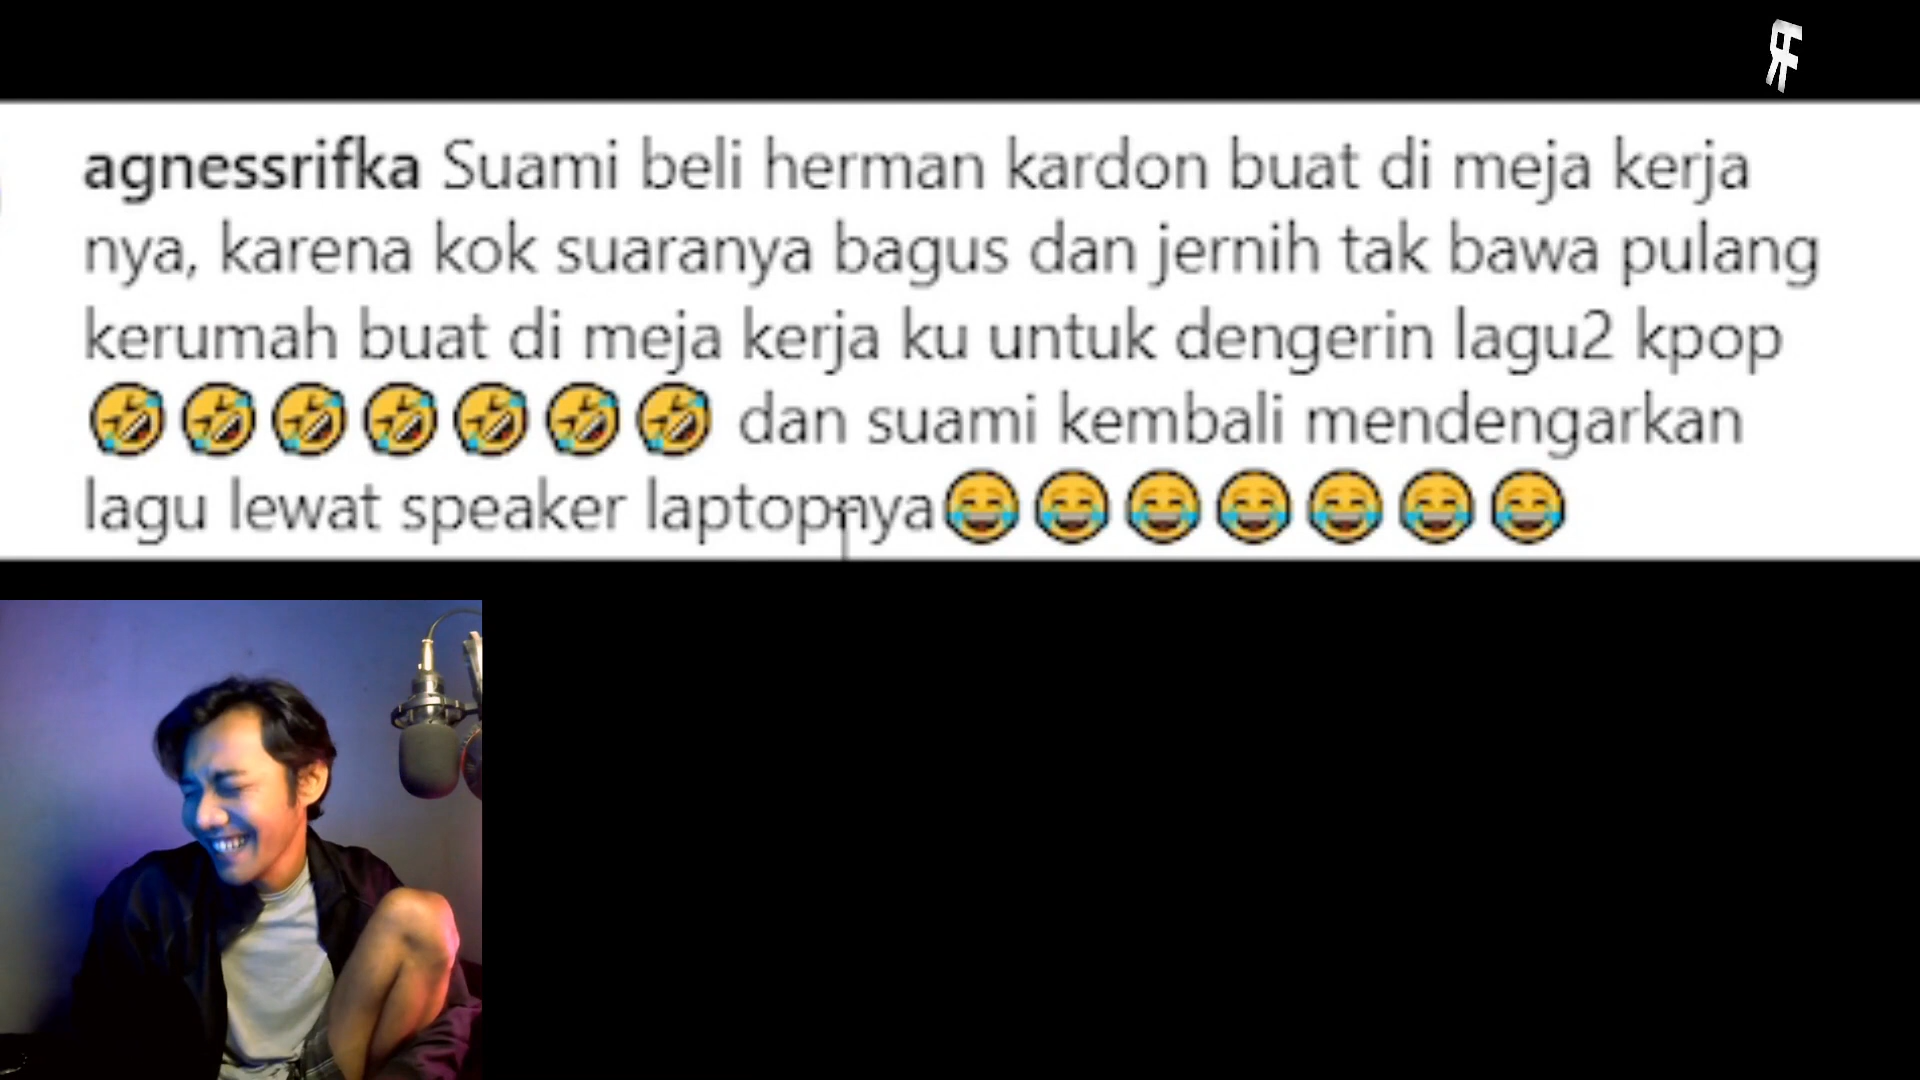 agnessrifka Suami beli herman kardon buat di meja kerja
nya, karena kok suaranya bagus dan jernih tak bawa pulang
kerumah buat di meja kerja ku untuk dengerin lagu2 kpop
🤣🤣🤣🤣🤣🤣🤣 dan suami kembali mendengarkan
lagu lewat speaker laptopnya😂😂😂😂😂😂😂